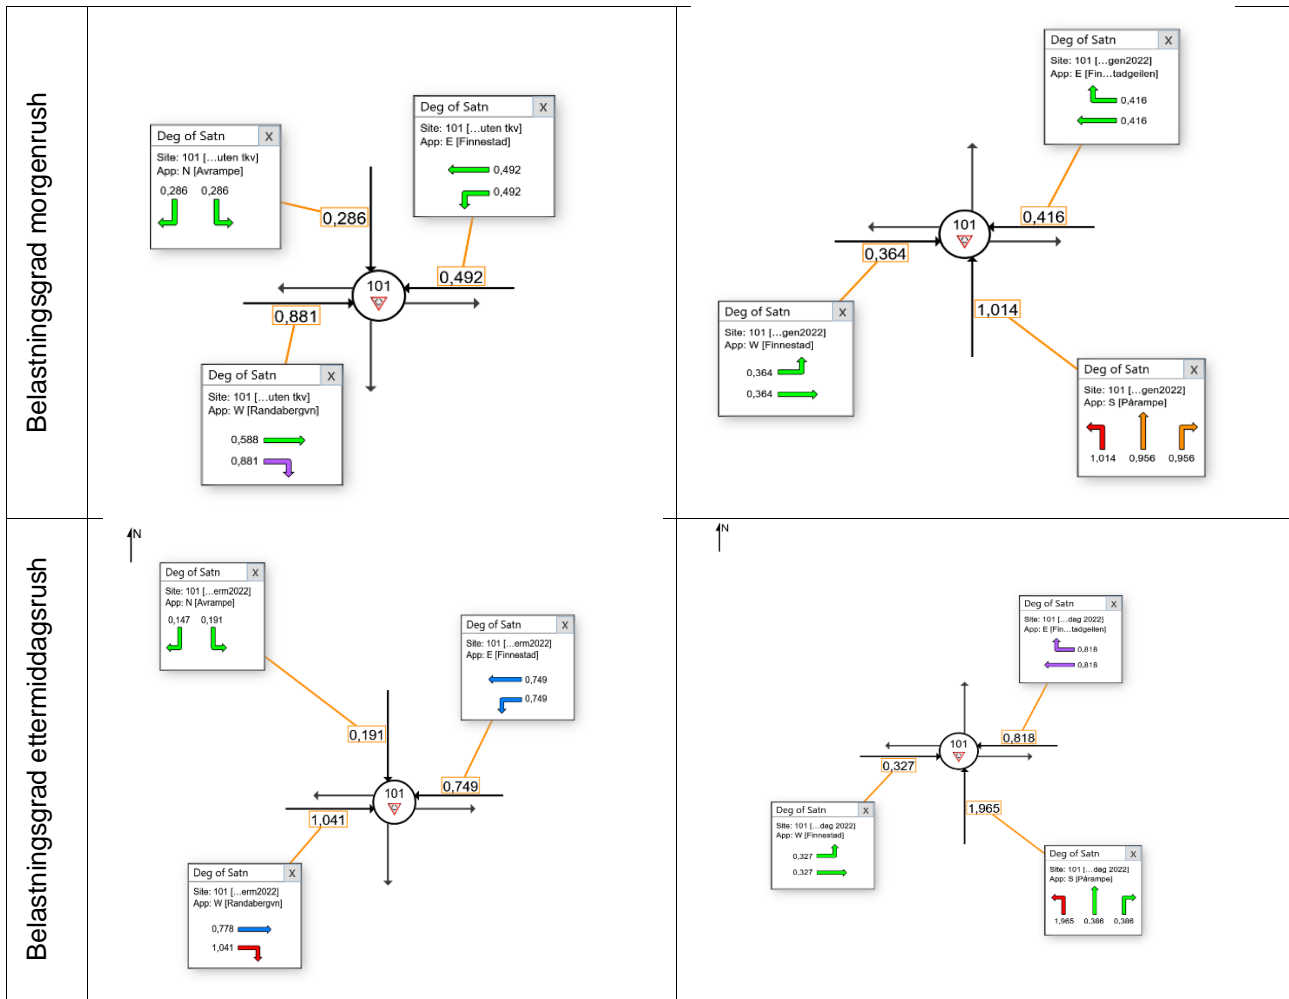 Belastningsgrad morgenrush
Deg of Satn X
Site: 101 [...uten tkv]
App: N [Avrampe]
0,286 0,286
0,286
Deg of Satn X
Site: 101 [...uten tkv]
App: E [Finnestad]
0,492
0,492
0,492
101
0,881
Deg of Satn X
Site: 101 [...uten tkv]
App: W [Randabergvn]
0,588
0,881
Deg of Satn X
Site: 101 [...gen2022]
App: E [Fin...tadgeilen]
0,416
0,416
0,416
101
0,364
Deg of Satn X
Site: 101 [...gen2022]
App: W [Finnestad]
0,364
0,364
1,014
Deg of Satn X
Site: 101 [...gen2022]
App: S [Pårampe]
1,014 0,956 0,956
Belastningsgrad ettermiddagsrush
N
Deg of Satn X
Site: 101 [...erm2022]
App: N [Avrampe]
0,147 0,191
0,191
Deg of Satn X
Site: 101 [...erm2022]
App: E [Finnestad]
0,749
0,749
0,749
101
1,041
Deg of Satn X
Site: 101 [...erm2022]
App: W [Randabergvn]
0,778
1,041
N
Deg of Satn X
Site: 101 [...dag 2022]
App: E [Fin...tadgeilen]
0,818
0,818
0,818
101
0,327
Deg of Satn X
Site: 101 [...dag 2022]
App: W [Finnestad]
0,327
0,327
1,965
Deg of Satn X
Site: 101 [...dag 2022]
App: S [Pårampe]
1,965 0,386 0,386